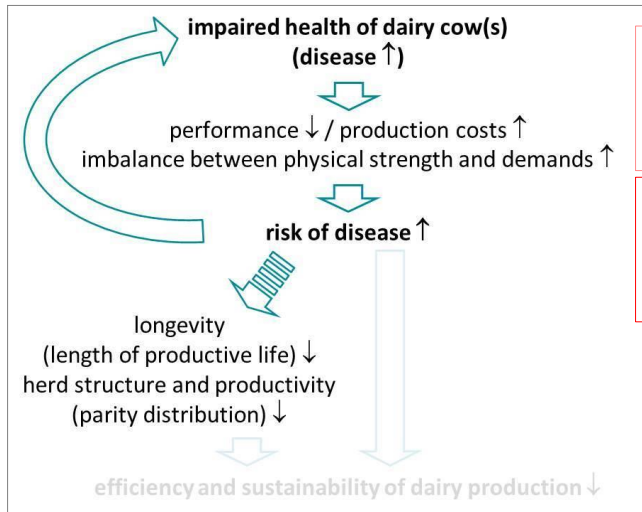 impaired health of dairy cow(s)
(disease ↑)
performance ↓ / production costs ↑
imbalance between physical strength and demands ↑
risk of disease ↑
longevity
(length of productive life) ↓
herd structure and productivity
(parity distribution) ↓
efficiency and sustainability of dairy production ↓